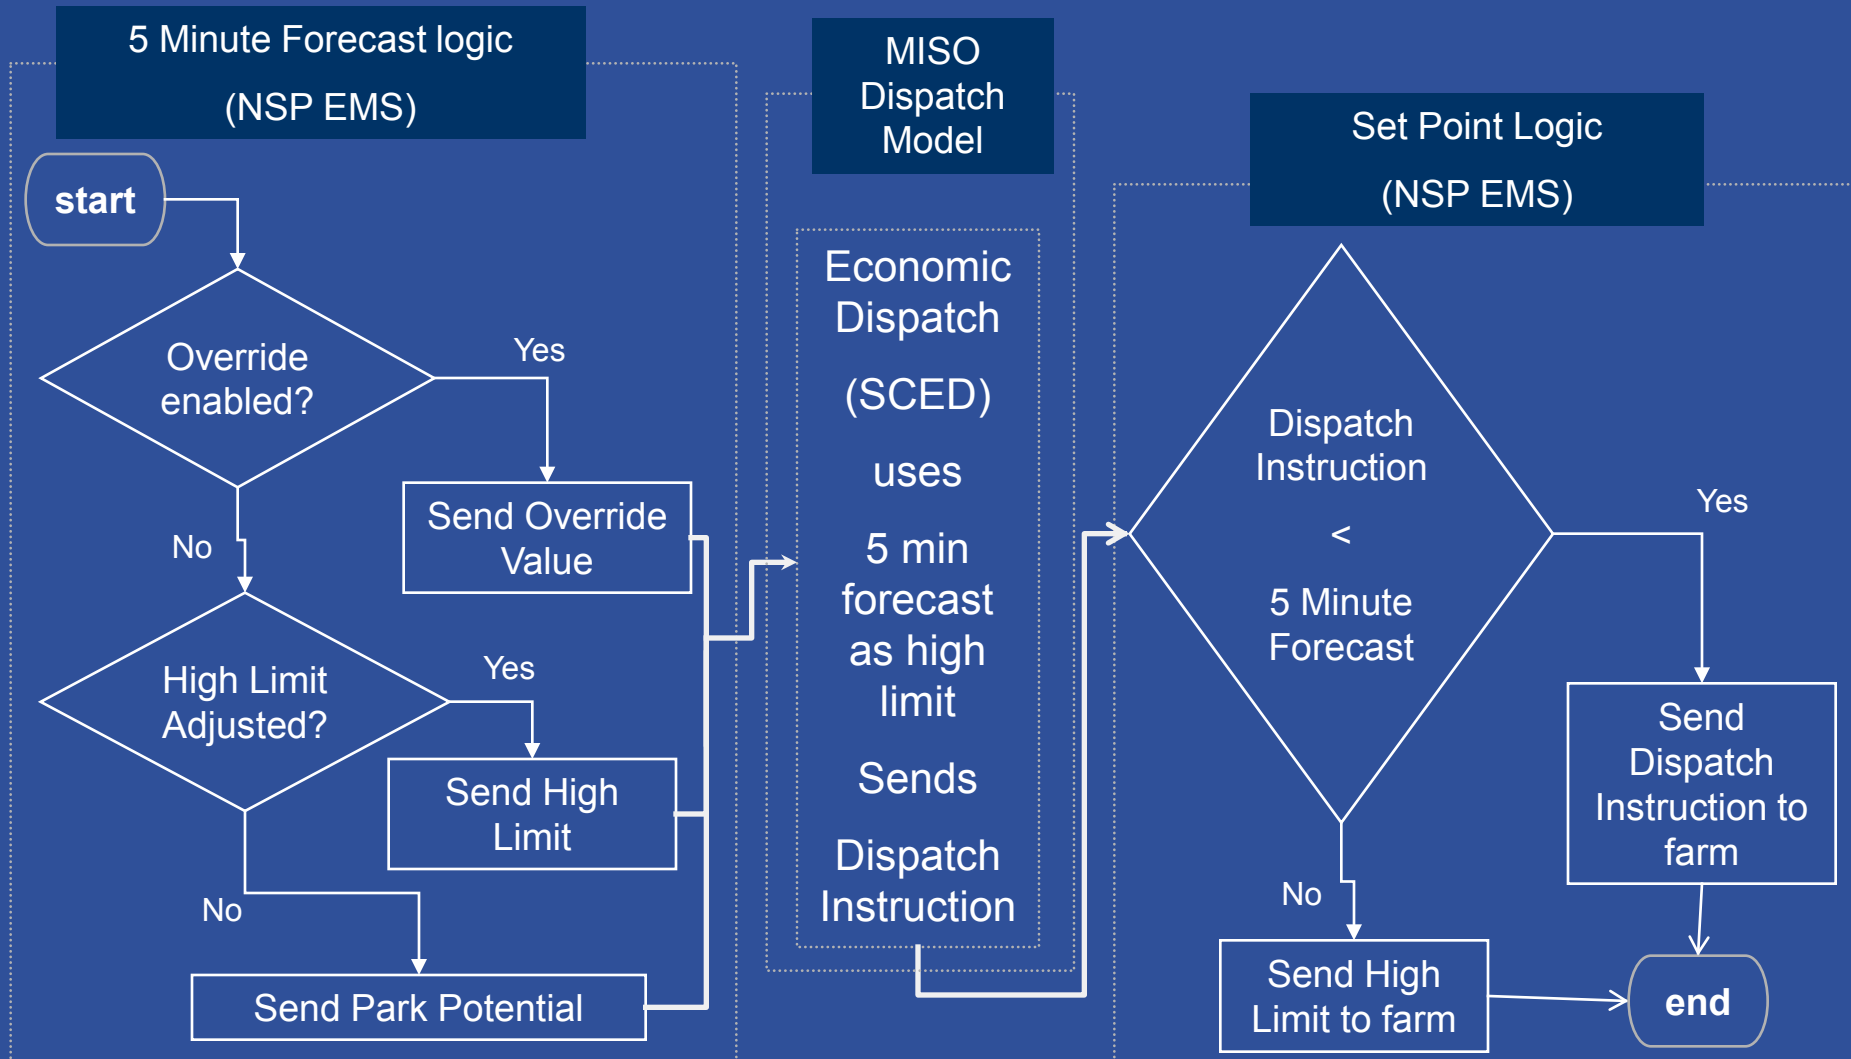 5 Minute Forecast logic
(NSP EMS)
start
Override
enabled?
Yes
Send Override
Value
No
High Limit
Adjusted?
Yes
Send High
Limit
No
Send Park Potential
MISO
Dispatch
Model
Economic
Dispatch
(SCED)
uses
5 min
forecast
as high
limit
Sends
Dispatch
Instruction
Set Point Logic
(NSP EMS)
Dispatch
Instruction
<
5 Minute
Forecast
Yes
Send
Dispatch
Instruction to
farm
No
Send High
Limit to farm
end